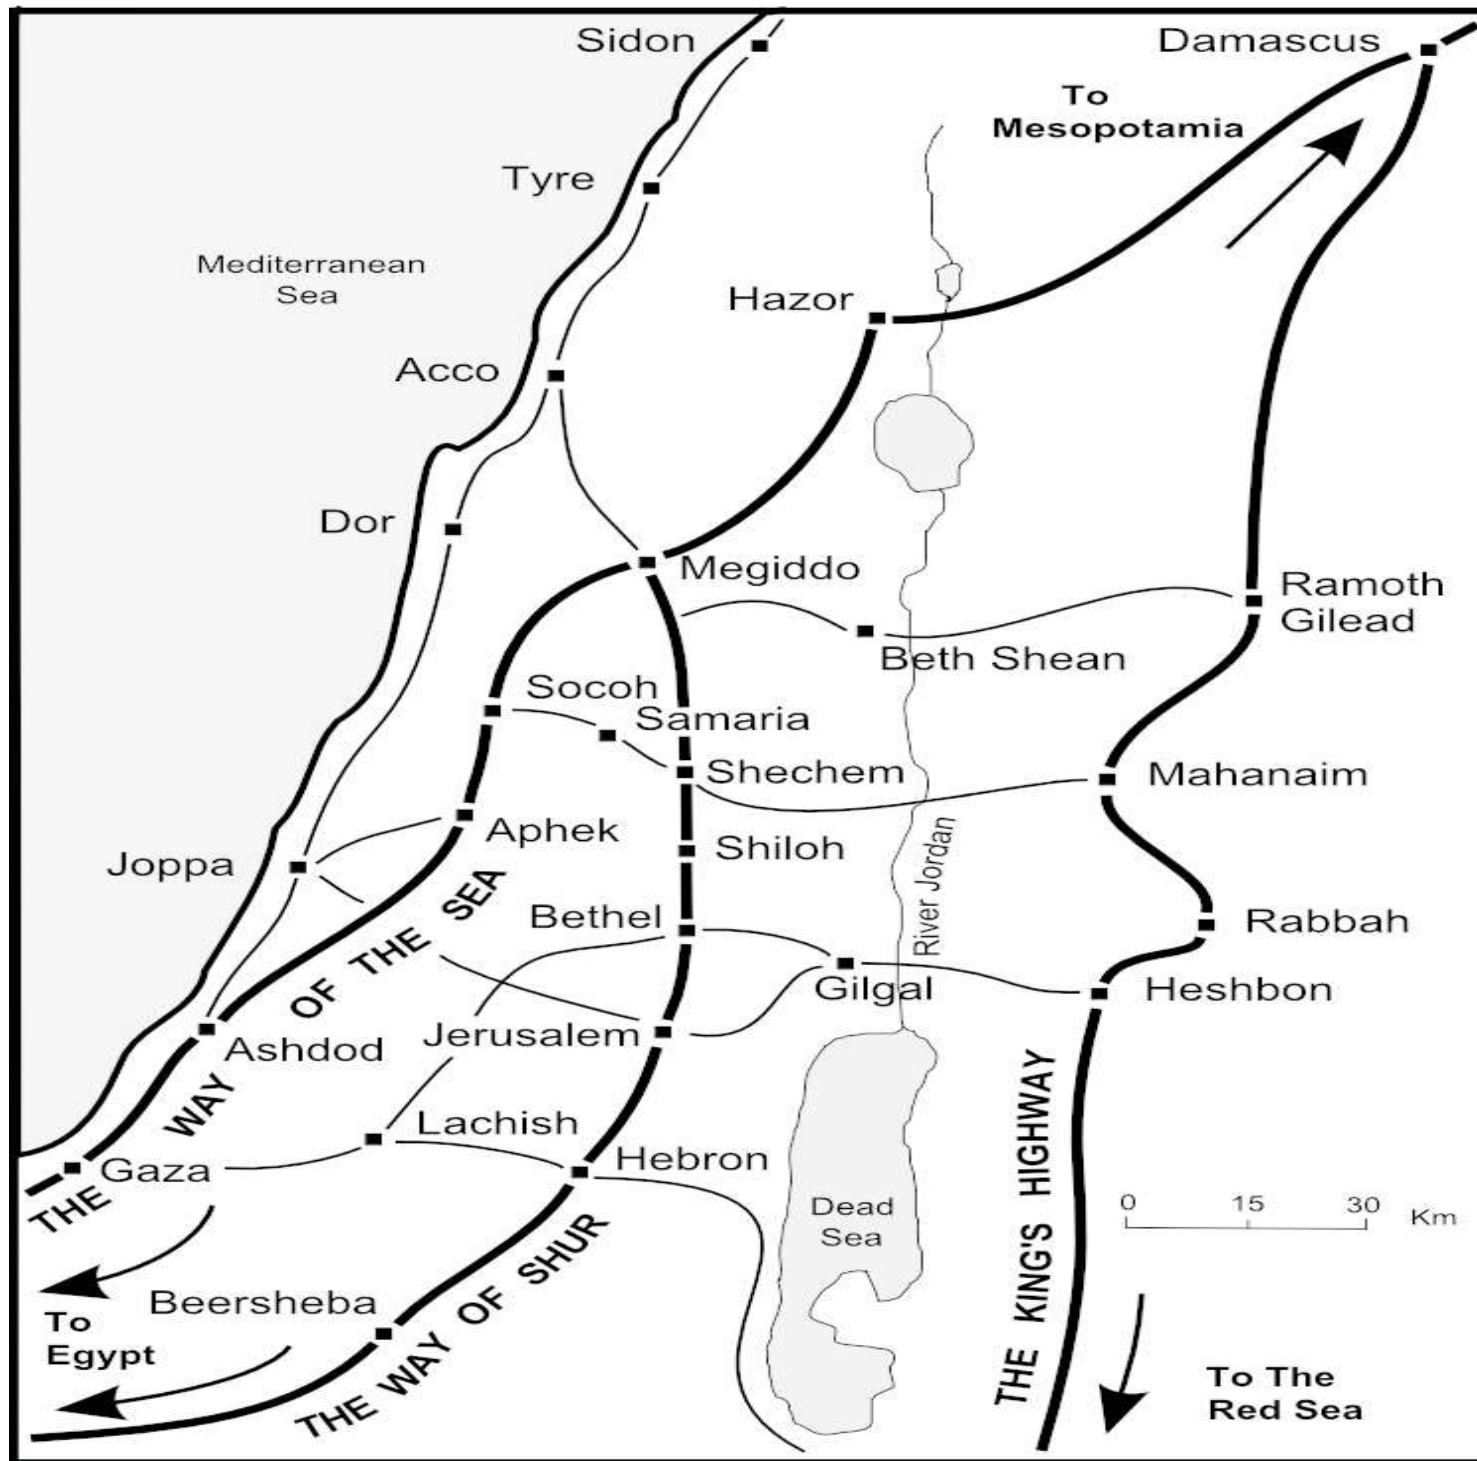 Sidon
Damascus
To
Mesopotamia
Tyre
Mediterranean
Sea
Hazor
Acco
Dor
Megiddo
Ramoth
Gilead
Beth Shean
Socoh
Samaria
Shechem
Mahanaim
Aphek
Shiloh
Joppa
River Jordan
Bethel
Rabbah
Gilgal
Heshbon
Jerusalem
Ashdod
THE WAY OF THE SEA
Lachish
Hebron
Gaza
Dead
Sea
THE KING'S HIGHWAY
0 15 30 Km
Beersheba
To
Egypt
THE WAY OF SHUR
To The
Red Sea